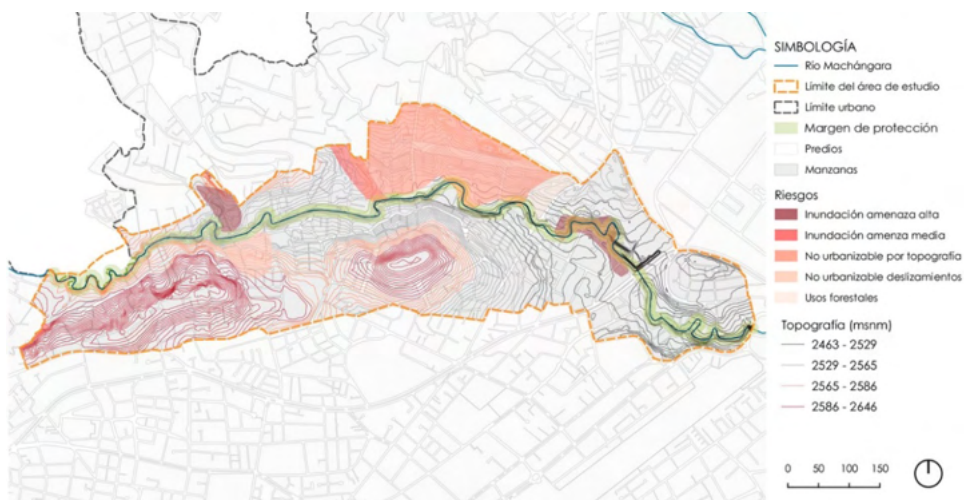 SIMBOLOGÍA
Río Machángara
Límite del área de estudio
Límite urbano
Margen de protección
Predios
Manzanas
Riesgos
Inundación amenaza alta
Inundación amenza media
No urbanizable por topografía
No urbanizable deslizamientos
Usos forestales
Topografía (msnm)
2463 - 2529
2529 - 2565
2565 - 2586
2586 - 2646
0 50 100 150